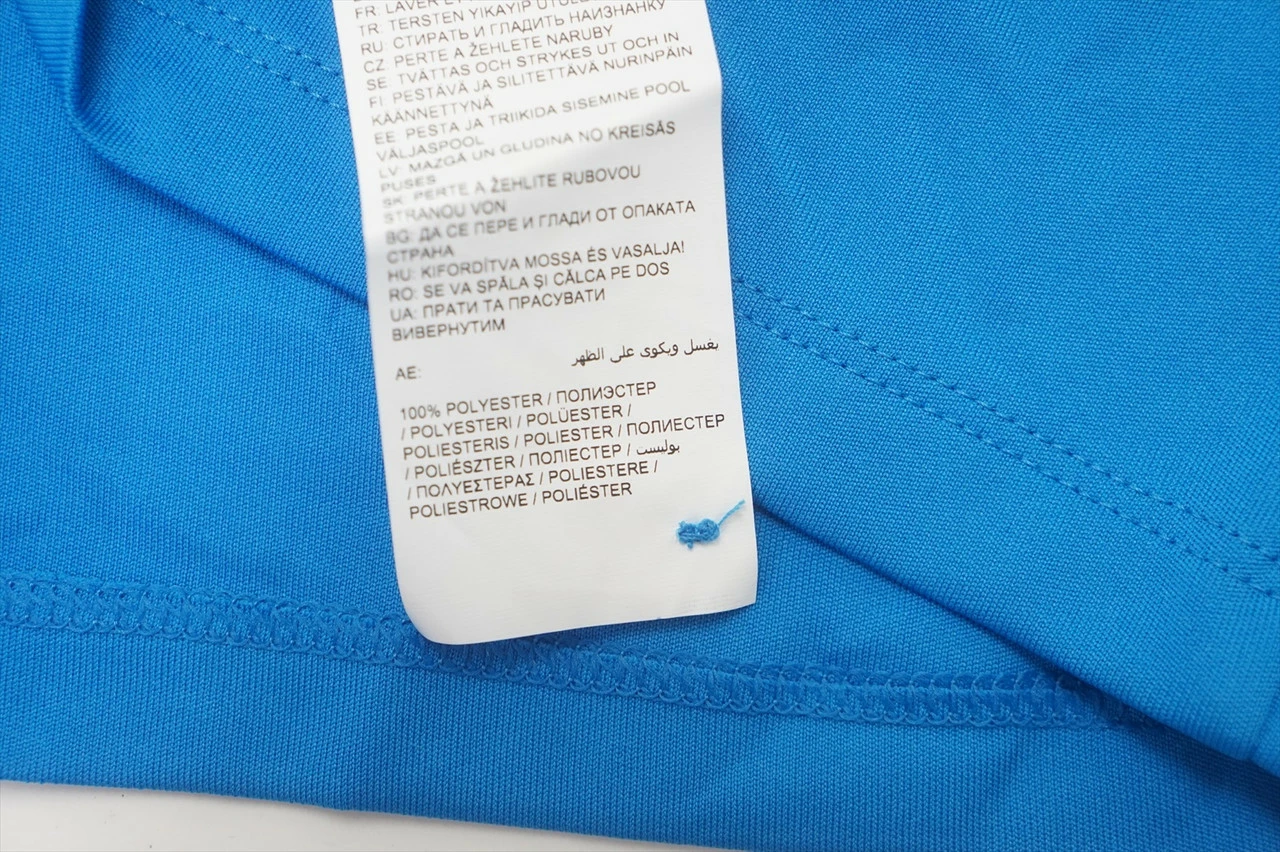 FR: LAVER
TR: TERSTEN YIKAYIP
RU: СТИРАТЬ И ГЛАДИТЬ НАИЗНАНКУ
CZ: PERTE A ŽEHLETE NARUBY
SE TVÄTTAS OCH STRYKES UT OCH IN
FI: PESTÄVÄ JA SILITETTÄVÄ NURINPÄIN
KÄÄNNETTYNÄ
EE PESTA JA TRIIKIDA SISEMINE POOL
VÄLJASPOOL
LV: MAZGĀ UN GLUDINA NO KREISĀS
PUSES
SK: PERTE A ŽEHLITE RUBOVOU
STRANOU VON
BG: ДА СЕ ПЕРЕ И ГЛАДИ ОТ ОПАКАТА
СТРАНА
HU: KIFORDÍTVA MOSSA ÉS VASALJA!
RO: SE VA SPĂLA ŞI CĂLCA PE DOS
UA: ПРАТИ ТА ПРАСУВАТИ
ВИВЕРНУТИМ
يغسل ويكوى على الظهر
AE:
100% POLYESTER / ПОЛИЭСТЕР
/ POLYESTERI / POLÜESTER /
POLIESTERIS / POLIESTER / ПОЛИЕСТЕР
/ POLIÉSZTER / ПОЛІЕСТЕР / بوليست
/ ΠΟΛΥΕΣΤΕΡΑΣ / POLIESTERE /
POLIESTROWE / POLIÉSTER